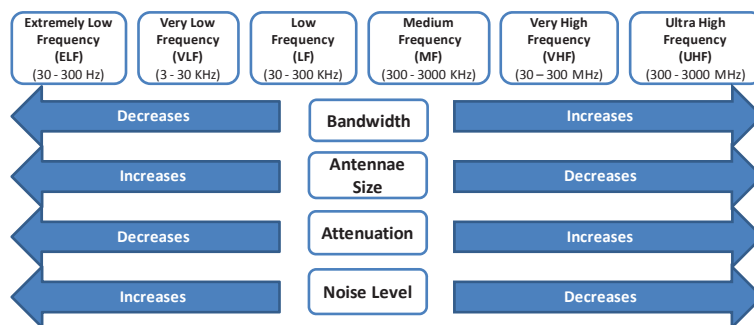 Extremely Low
Frequency
(ELF)
(30 - 300 Hz)
Very Low
Frequency
(VLF)
(3 - 30 KHz)
Low
Frequency
(LF)
(30 - 300 KHz)
Medium
Frequency
(MF)
(300 - 3000 KHz)
Very High
Frequency
(VHF)
(30 – 300 MHz)
Ultra High
Frequency
(UHF)
(300 - 3000 MHz)
Decreases
Bandwidth
Increases
Increases
Antennae
Size
Decreases
Decreases
Attenuation
Increases
Increases
Noise Level
Decreases